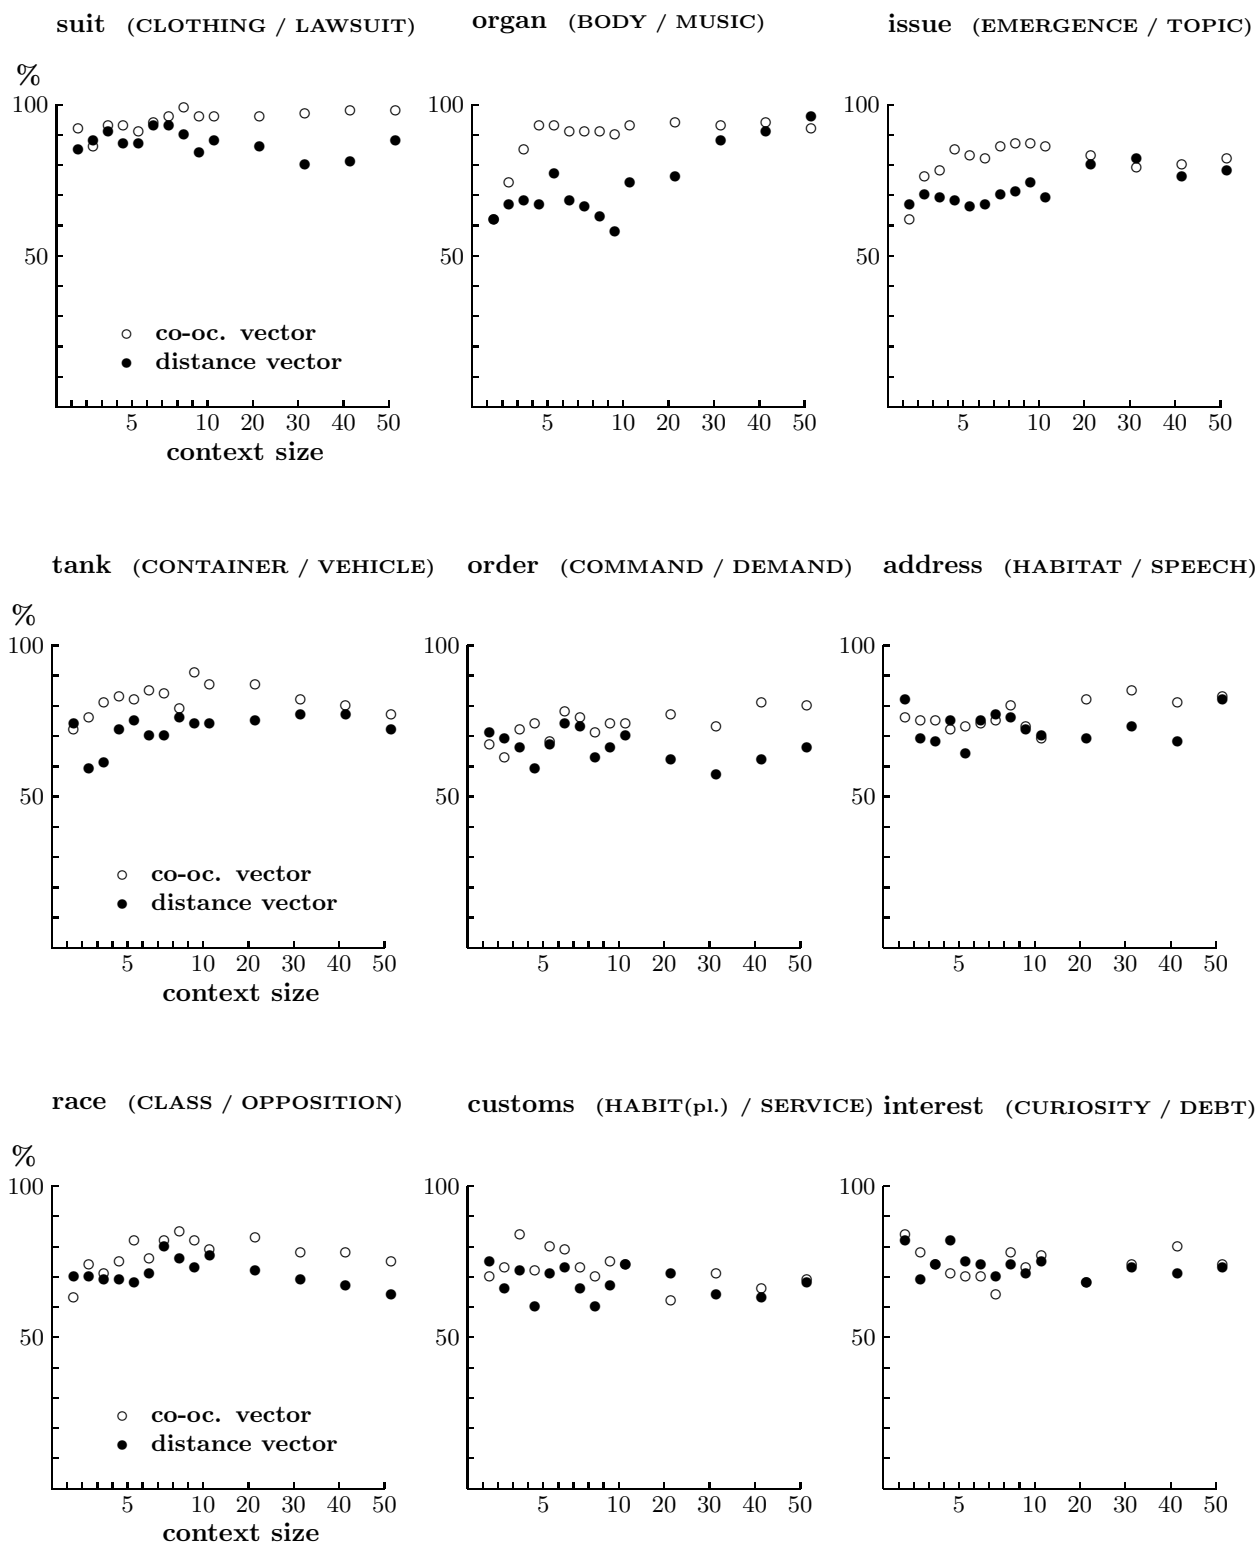 suit (CLOTHING / LAWSUIT)
organ (BODY / MUSIC)
issue (EMERGENCE / TOPIC)
%
100
50
co-oc. vector
distance vector
5 10 20 30 40 50
context size
100
50
5 10 20 30 40 50
100
50
5 10 20 30 40 50
tank (CONTAINER / VEHICLE)
order (COMMAND / DEMAND)
address (HABITAT / SPEECH)
%
100
50
co-oc. vector
distance vector
5 10 20 30 40 50
context size
100
50
5 10 20 30 40 50
100
50
5 10 20 30 40 50
race (CLASS / OPPOSITION)
customs (HABIT(pl.) / SERVICE)
interest (CURIOSITY / DEBT)
%
100
50
co-oc. vector
distance vector
5 10 20 30 40 50
context size
100
50
5 10 20 30 40 50
100
50
5 10 20 30 40 50